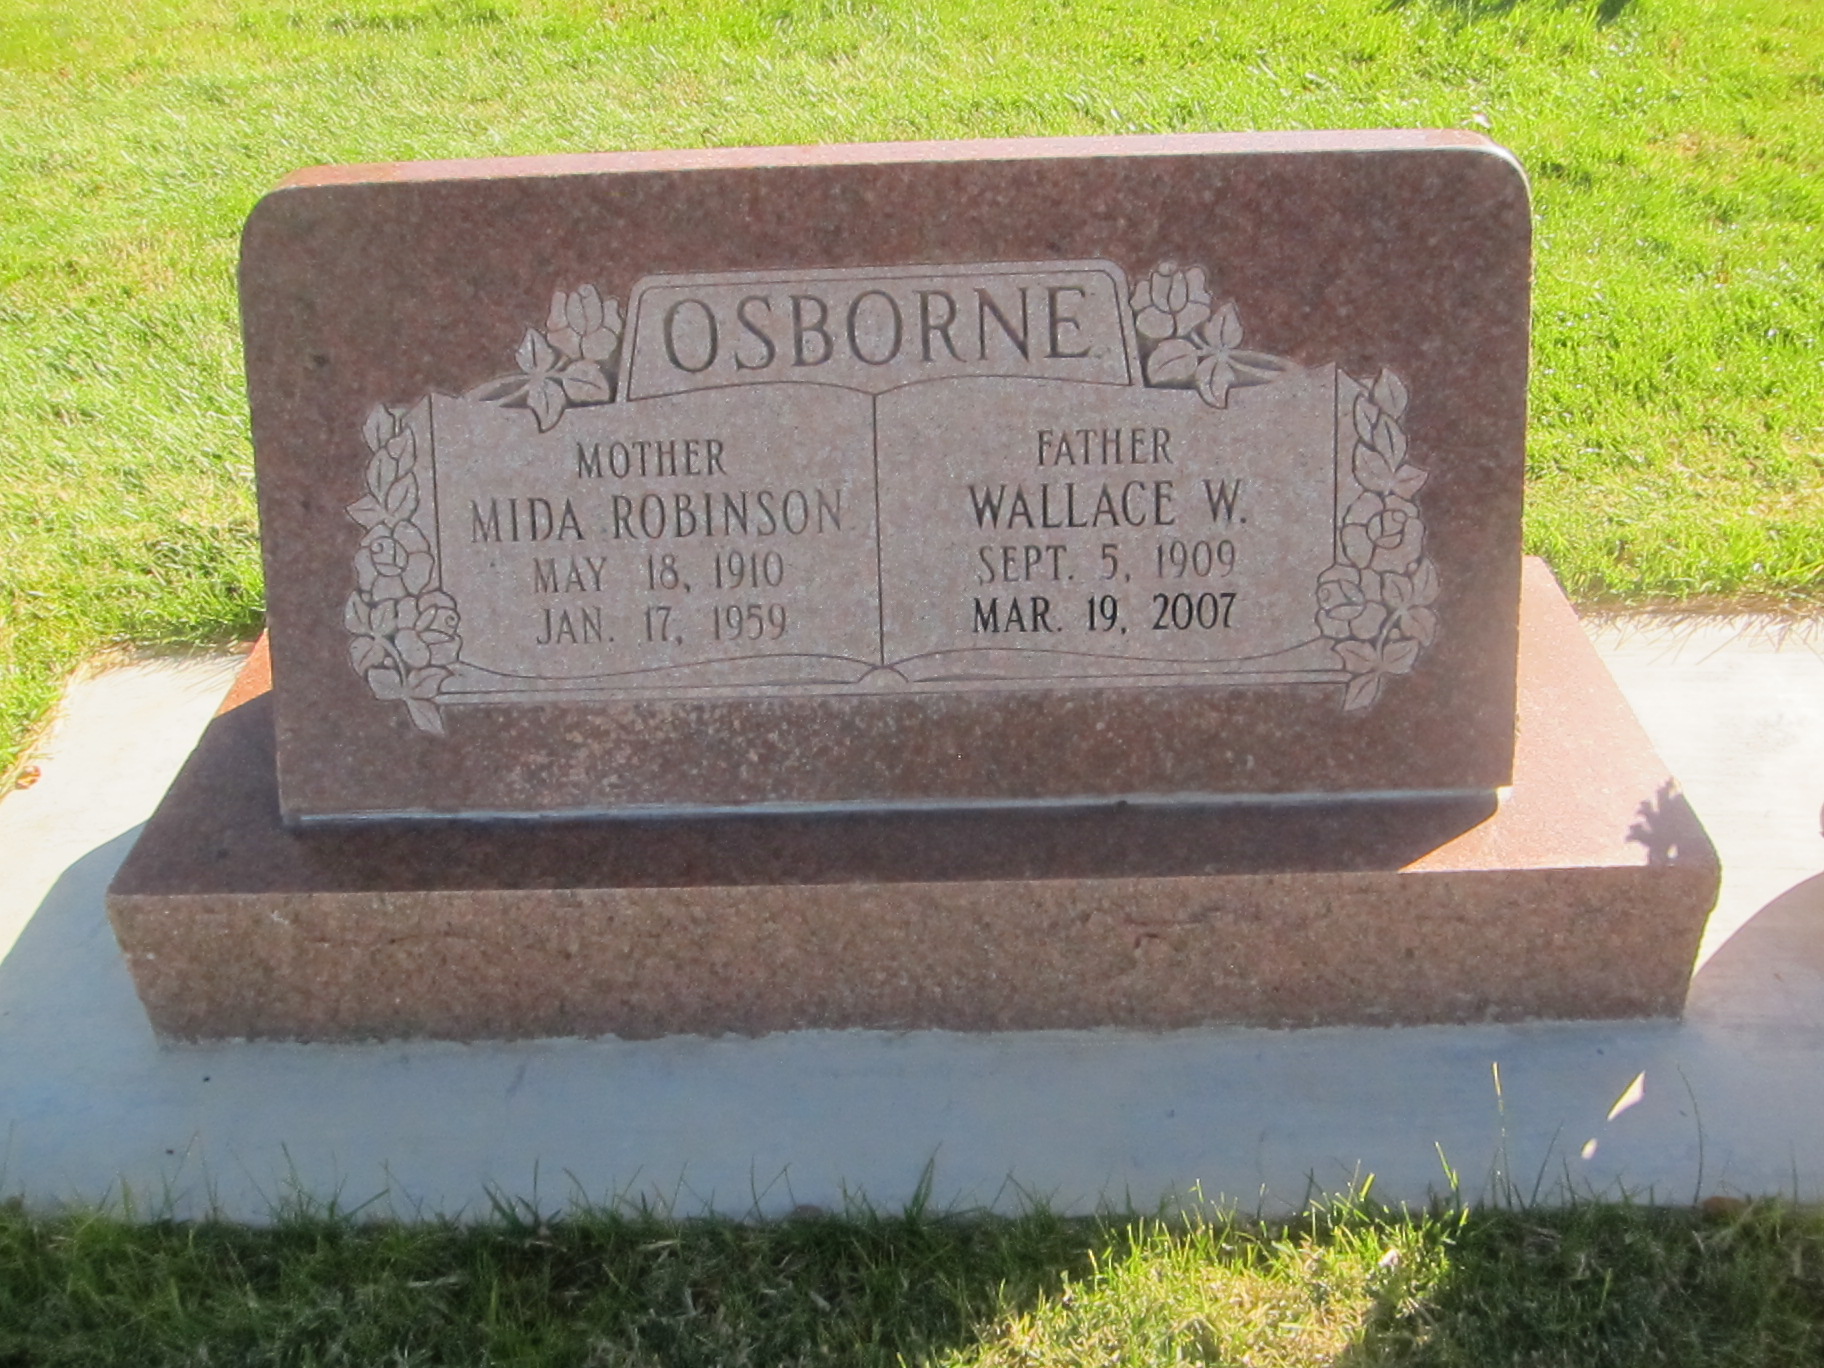 OSBORNE
MOTHER
MIDA ROBINSON
MAY 18, 1910
JAN. 17, 1959
FATHER
WALLACE W.
SEPT. 5, 1909
MAR. 19, 2007